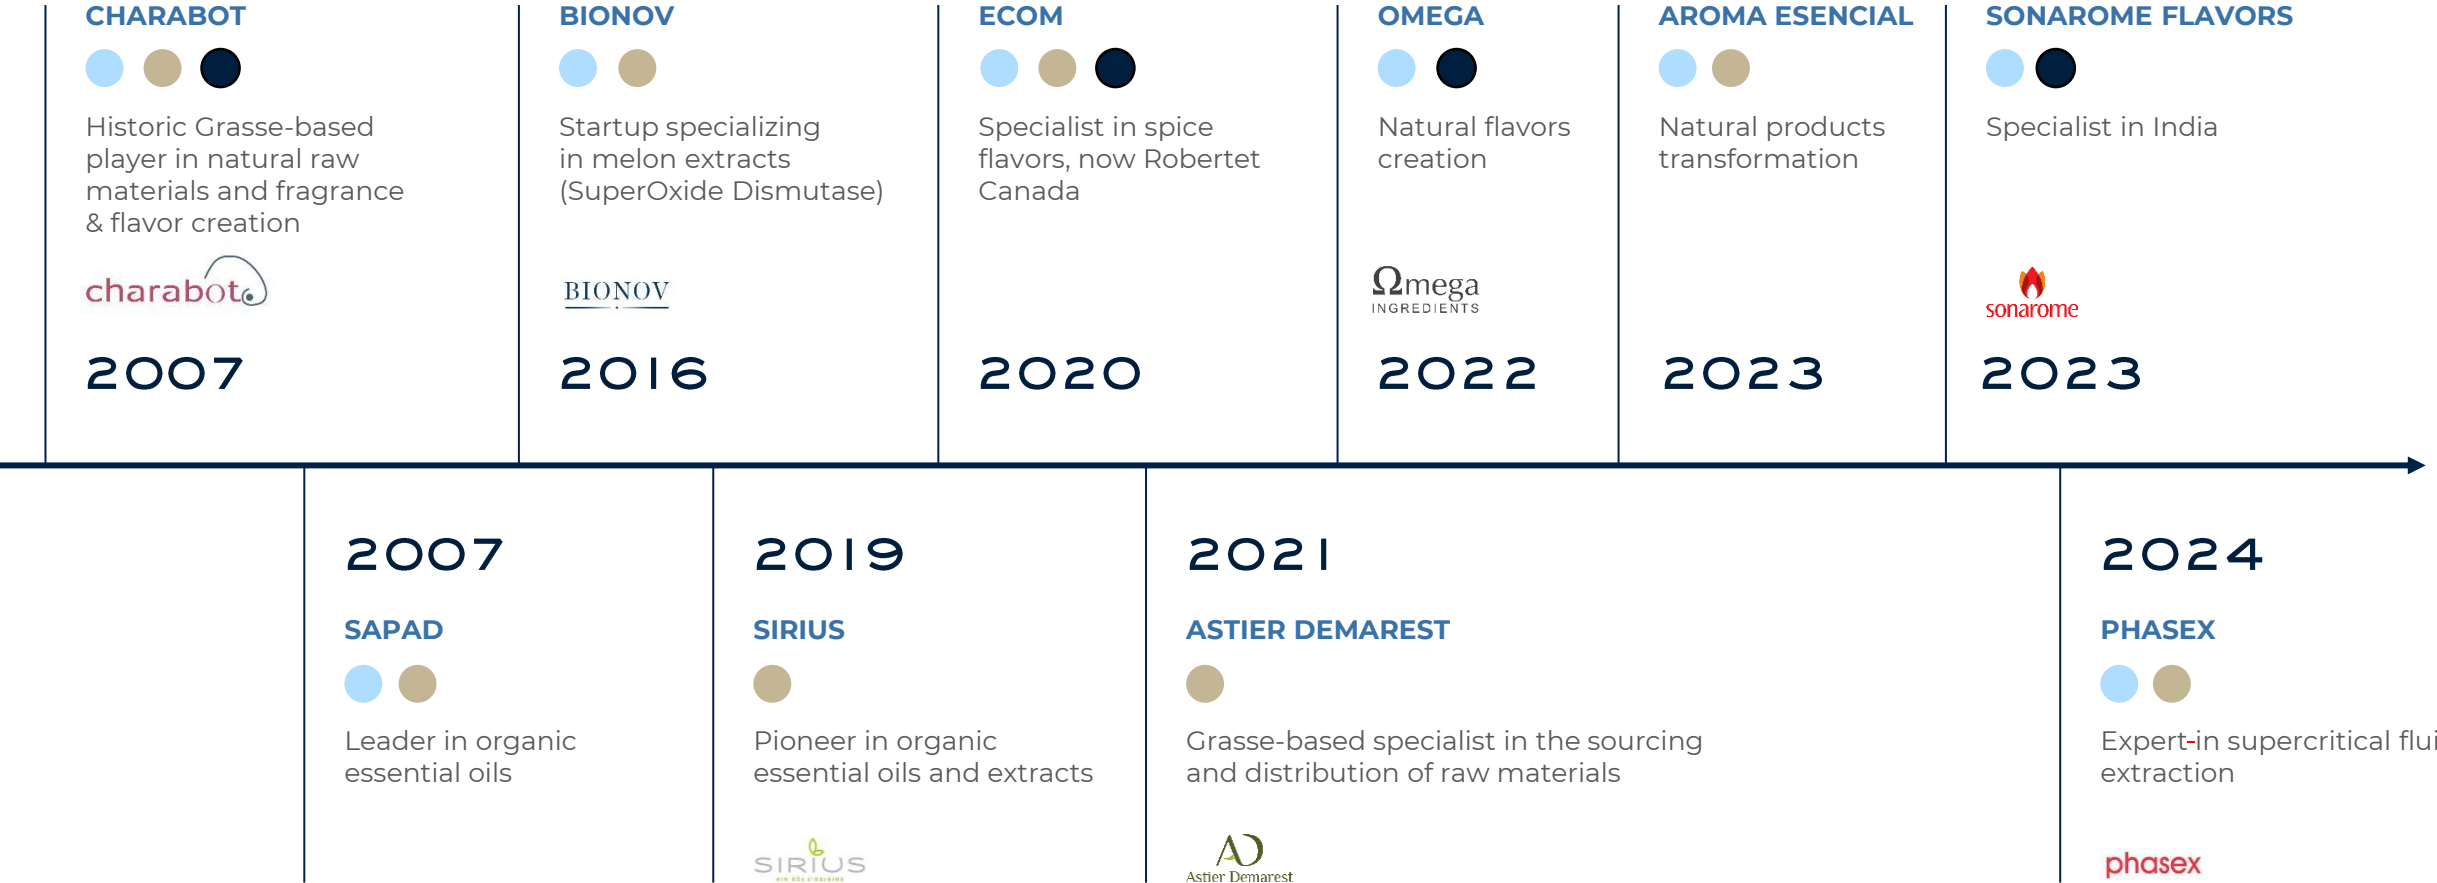 CHARABOT
Historic Grasse-based
player in natural raw
materials and fragrance
& flavor creation
charabot
2007
BIONOV
Startup specializing
in melon extracts
(SuperOxide Dismutase)
BIONOV
2016
ECOM
Specialist in spice
flavors, now Robertet
Canada
2020
OMEGA
Natural flavors
creation
Ωmega
INGREDIENTS
2022
AROMA ESENCIAL
Natural products
transformation
2023
SONAROME FLAVORS
Specialist in India
sonarome
2023
2007
SAPAD
Leader in organic
essential oils
2019
SIRIUS
Pioneer in organic
essential oils and extracts
SIRIUS
2021
ASTIER DEMAREST
Grasse-based specialist in the sourcing
and distribution of raw materials
AD
Astier Demarest
2024
PHASEX
Expert-in supercritical flui
extraction
phasex